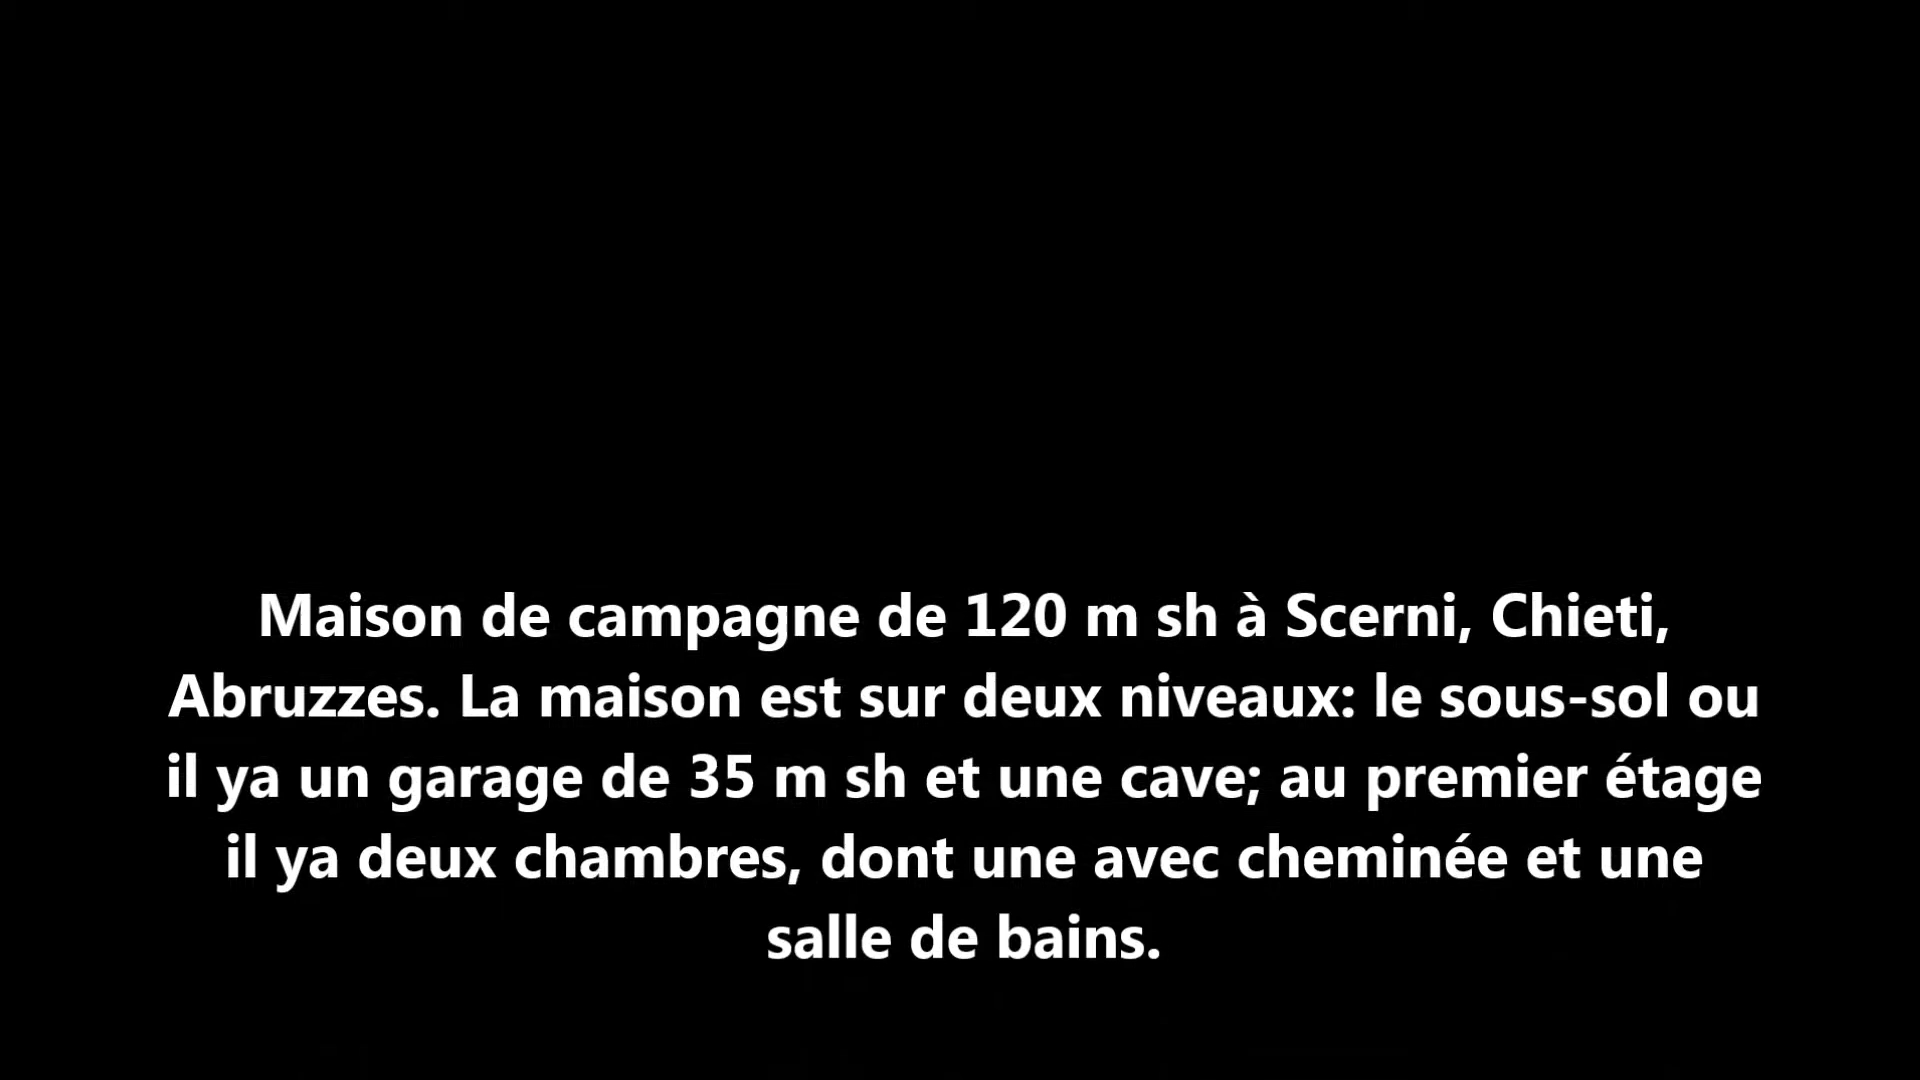 Maison de campagne de 120 m sh à Scerni, Chieti,
Abruzzes. La maison est sur deux niveaux: le sous-sol ou
il ya un garage de 35 m sh et une cave; au premier étage
il ya deux chambres, dont une avec cheminée et une
salle de bains.